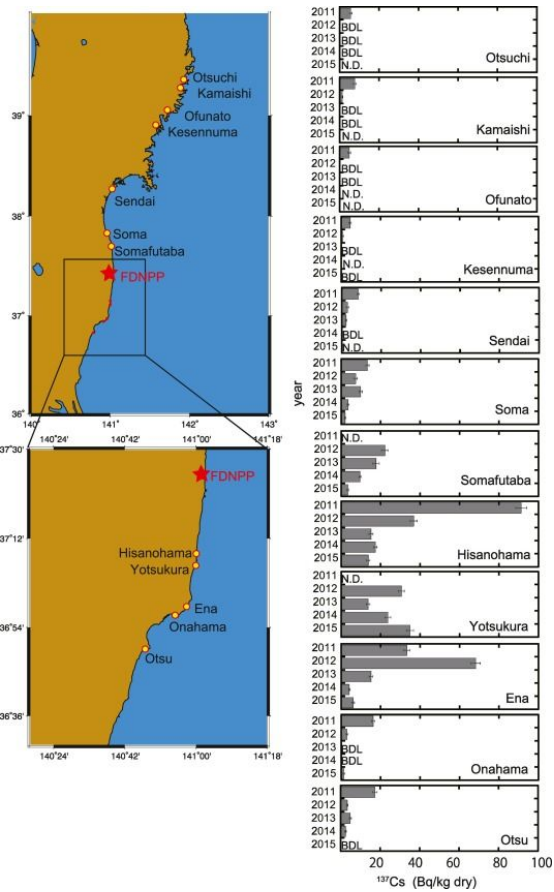 39°
38°
37°
36°
140°
141°
142°
143°
Otsuchi
Kamaishi
Ofunato
Kesennuma
Sendai
Soma
Somafutaba
FDNPP
140°24'
140°42'
141°00'
141°18'
37°30'
37°12'
36°54'
36°36'
FDNPP
Hisanohama
Yotsukura
Ena
Onahama
Otsu
140°24'
140°42'
141°00'
141°18'
year
2011
2012 BDL
2013 BDL
2014 BDL
2015 N.D.
Otsuchi
2011
2012
2013 BDL
2014 BDL
2015 N.D.
Kamaishi
2011
2012 BDL
2013 BDL
2014 N.D.
2015 N.D.
Ofunato
2011
2012
2013 BDL
2014 N.D.
2015 BDL
Kesennuma
2011
2012
2013
2014 BDL
2015 N.D.
Sendai
2011
2012
2013
2014
2015
Soma
2011 N.D.
2012
2013
2014
2015
Somafutaba
2011
2012
2013
2014
2015
Hisanohama
2011 N.D.
2012
2013
2014
2015
Yotsukura
2011
2012
2013
2014
2015
Ena
2011
2012
2013 BDL
2014 BDL
2015
Onahama
2011
2012
2013
2014
2015 BDL
Otsu
20 40 60 80 100
¹³⁷Cs (Bq/kg dry)